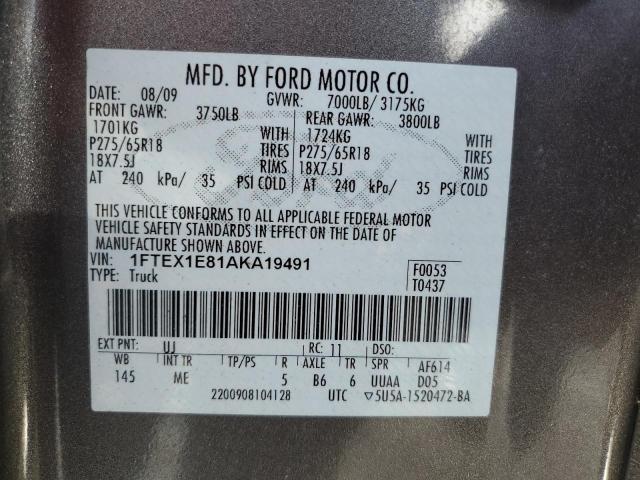 MFD. BY FORD MOTOR CO.
DATE: 08/09 GVWR: 7000LB/ 3175KG
FRONT GAWR: 3750LB REAR GAWR: 3800LB
1701KG WITH 1724KG WITH
P275/65R18 TIRES P275/65R18 TIRES
18X7.5J RIMS 18X7.5J RIMS
AT 240 kPa/ 35 PSI COLD AT 240 kPa/ 35 PSI COLD
THIS VEHICLE CONFORMS TO ALL APPLICABLE FEDERAL MOTOR
VEHICLE SAFETY STANDARDS IN EFFECT ON THE DATE OF
MANUFACTURE SHOWN ABOVE.
VIN: 1FTEX1E81AKA19491 F0053
TYPE: Truck T0437
EXT PNT: UJ RC: 11 DSO:
WB INT TR TP/PS R AXLE TR SPR AF614
145 ME 5 B6 6 UUAA D05
2200908104128 UTC ▽5U5A-1520472-BA